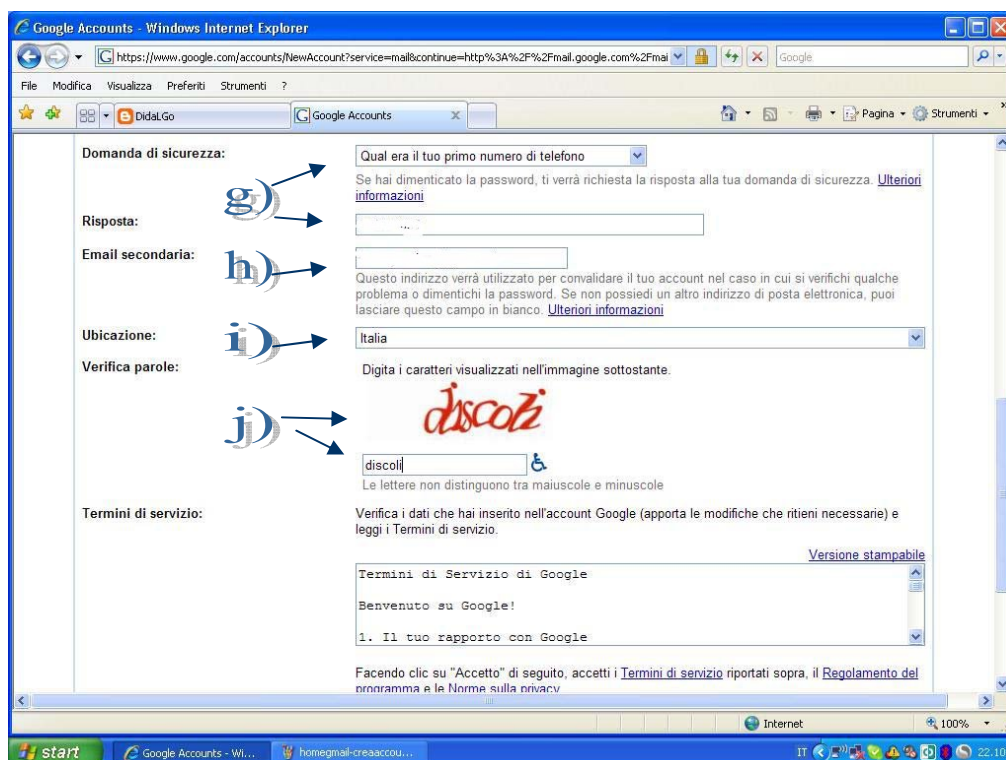 Google Accounts - Windows Internet Explorer
https://www.google.com/accounts/NewAccount?service=mail&continue=http%3A%2F%2Fmail.google.com%2Fmai
Google
File Modifica Visualizza Preferiti Strumenti ?
DidaLGo
Google Accounts
Pagina
Strumenti
Domanda di sicurezza:
Qual era il tuo primo numero di telefono
g)
Se hai dimenticato la password, ti verrà richiesta la risposta alla tua domanda di sicurezza. Ulteriori
informazioni
Risposta:
Email secondaria:
h)
Questo indirizzo verrà utilizzato per convalidare il tuo account nel caso in cui si verifichi qualche
problema o dimentichi la password. Se non possiedi un altro indirizzo di posta elettronica, puoi
lasciare questo campo in bianco. Ulteriori informazioni
Ubicazione:
i)
Italia
Verifica parole:
Digita i caratteri visualizzati nell'immagine sottostante.
discoli
j)
discoli
Le lettere non distinguono tra maiuscole e minuscole
Termini di servizio:
Verifica i dati che hai inserito nell'account Google (apporta le modifiche che ritieni necessarie) e
leggi i Termini di servizio.
Versione stampabile
Termini di Servizio di Google
Benvenuto su Google!
1. Il tuo rapporto con Google
Facendo clic su "Accetto" di seguito, accetti i Termini di servizio riportati sopra, il Regolamento del
programma e le Norme sulla privacy
Internet
100%
start
Google Accounts - Wi...
homegmail-creaaccou...
IT
22.10